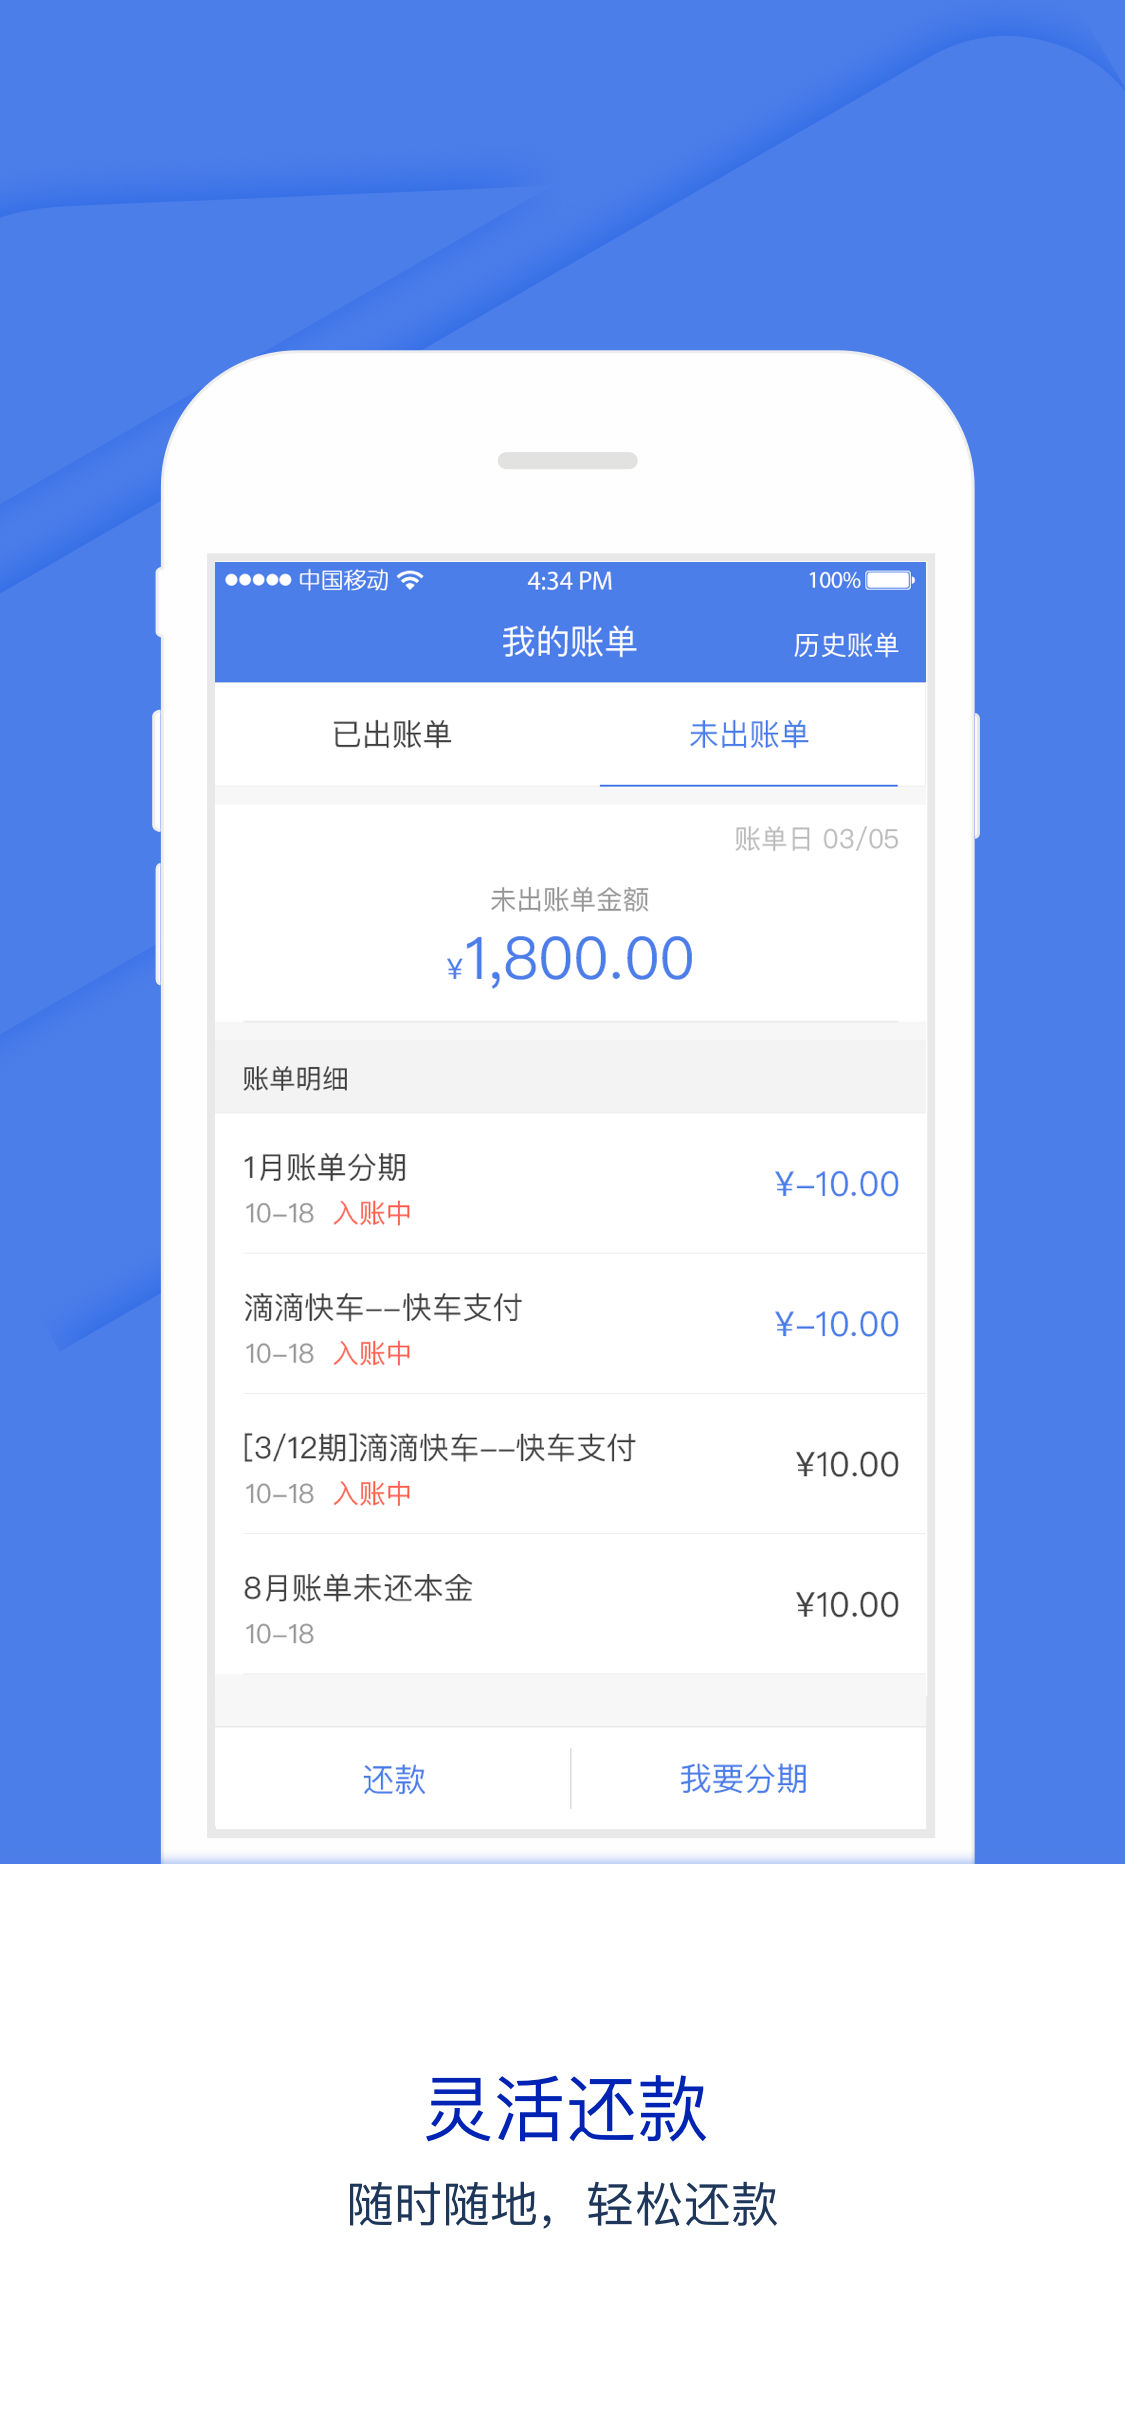 中国移动 4:34 PM 100%
我的账单 历史账单
已出账单 未出账单
账单日 03/05
未出账单金额
¥1,800.00
账单明细
1月账单分期
¥-10.00
10-18 入账中
滴滴快车--快车支付
¥-10.00
10-18 入账中
[3/12期]滴滴快车--快车支付
¥10.00
10-18 入账中
8月账单未还本金
¥10.00
10-18
还款 我要分期
灵活还款
随时随地，轻松还款